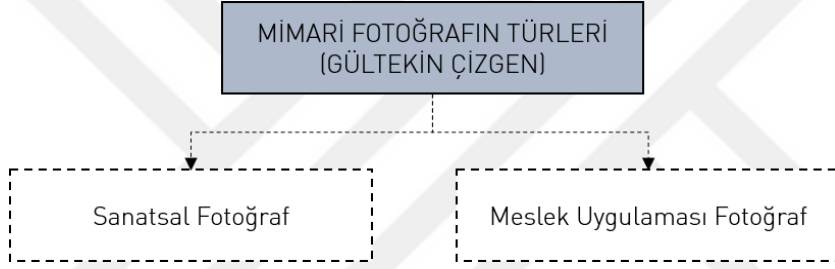 MİMARİ FOTOĞRAFIN TÜRLERİ
(GÜLTEKİN ÇİZGEN)
Sanatsal Fotoğraf
Meslek Uygulaması Fotoğraf